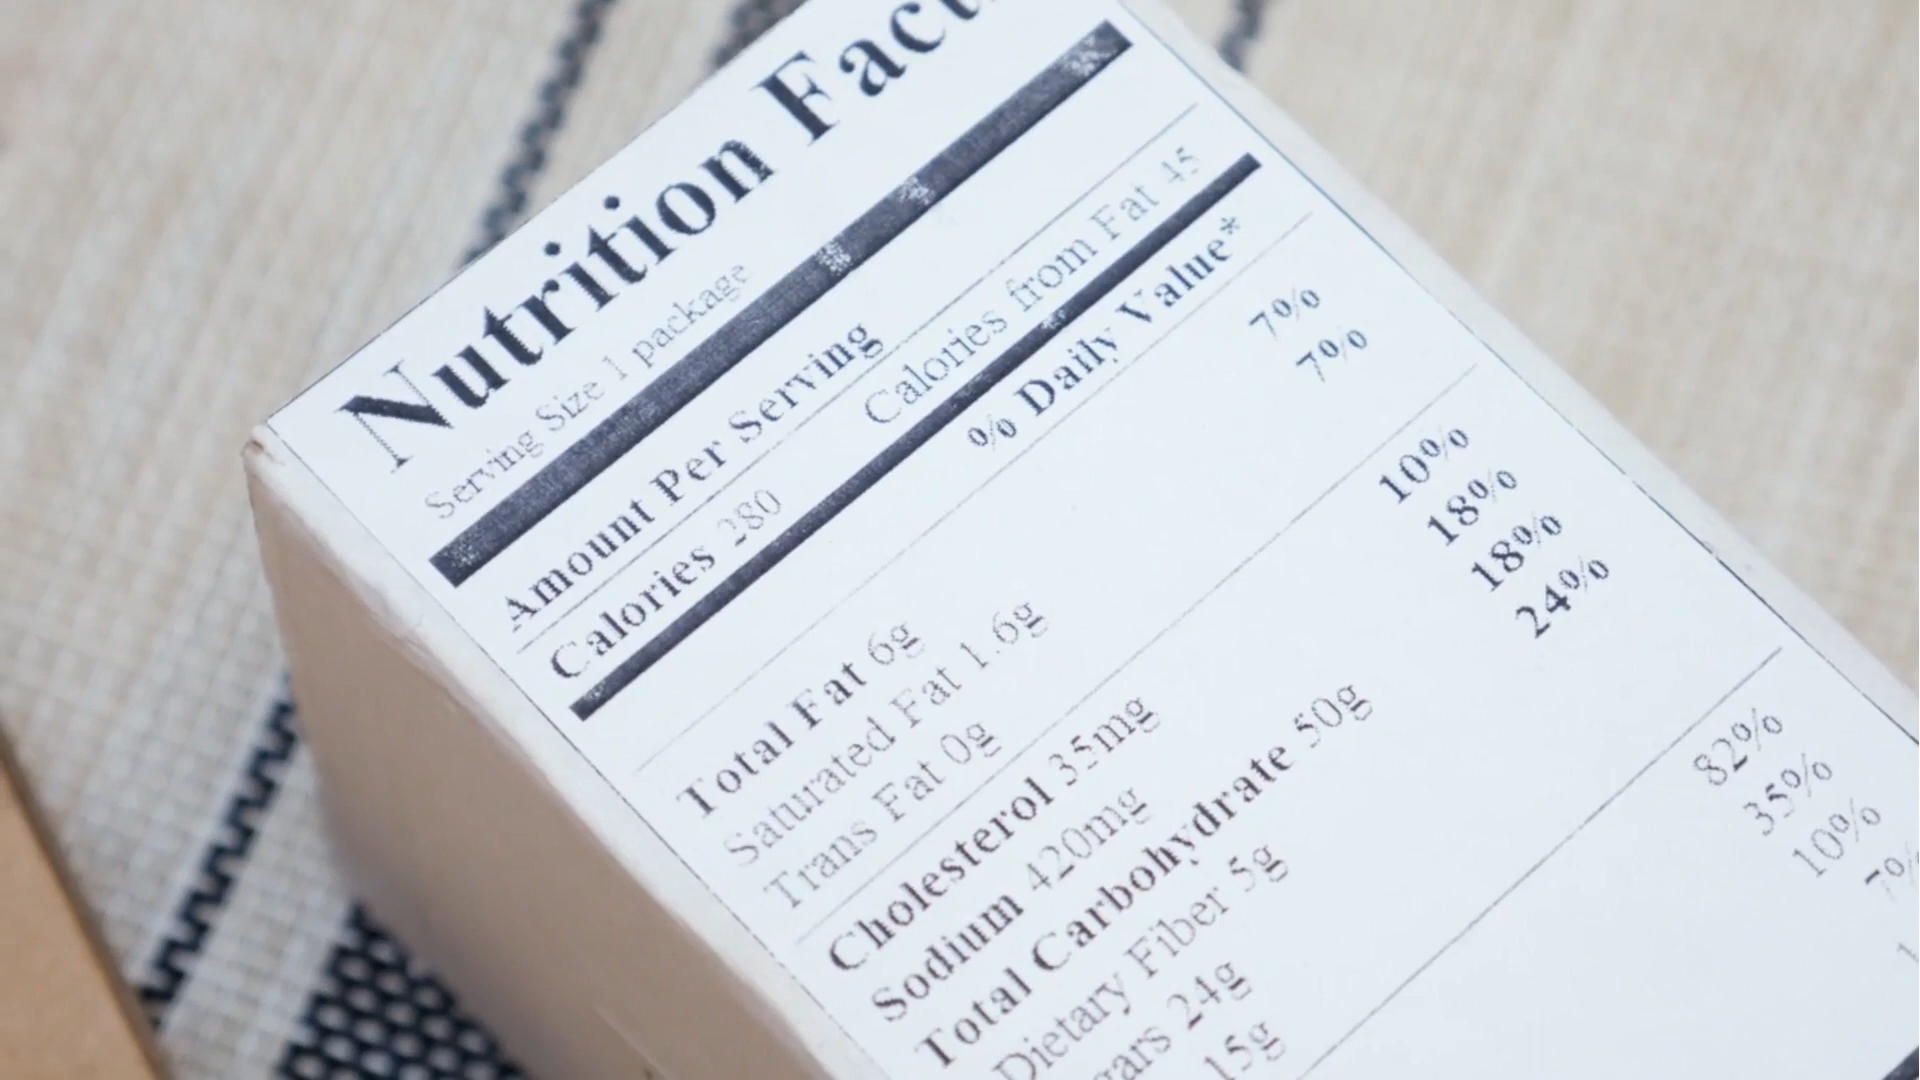 Nutrition Fact
Serving Size 1 package
Amount Per Serving
Calories 280 Calories from Fat 45
% Daily Value*
Total Fat 6g 7%
Saturated Fat 1.6g 7%
Trans Fat 0g
Cholesterol 35mg 10%
Sodium 420mg 18%
Total Carbohydrate 50g 18%
Dietary Fiber 5g 24%
gars 24g
15g
82%
35%
10%
7%